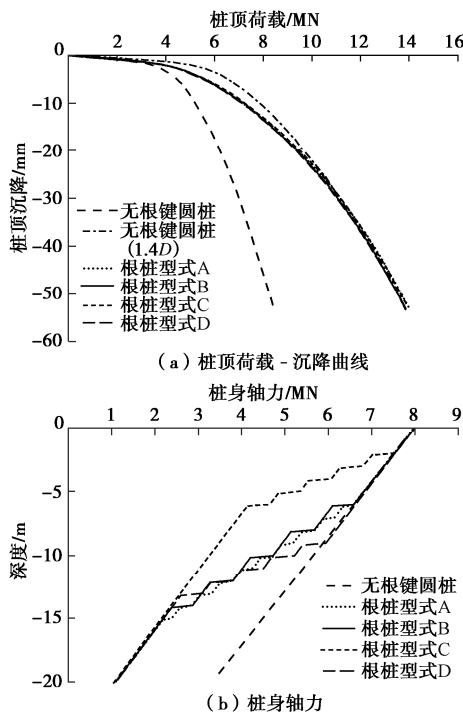 桩顶荷载/MN
0 2 4 6 8 10 12 14 16
0
-10
-20
-30
-40
-50
-60
桩顶沉降/mm
无根键圆桩
无根键圆桩
(1.4D)
根桩型式A
根桩型式B
根桩型式C
根桩型式D
(a)桩顶荷载-沉降曲线
桩身轴力/MN
0 1 2 3 4 5 6 7 8 9
0
-5
-10
-15
-20
深度/m
无根键圆桩
根桩型式A
根桩型式B
根桩型式C
根桩型式D
(b)桩身轴力